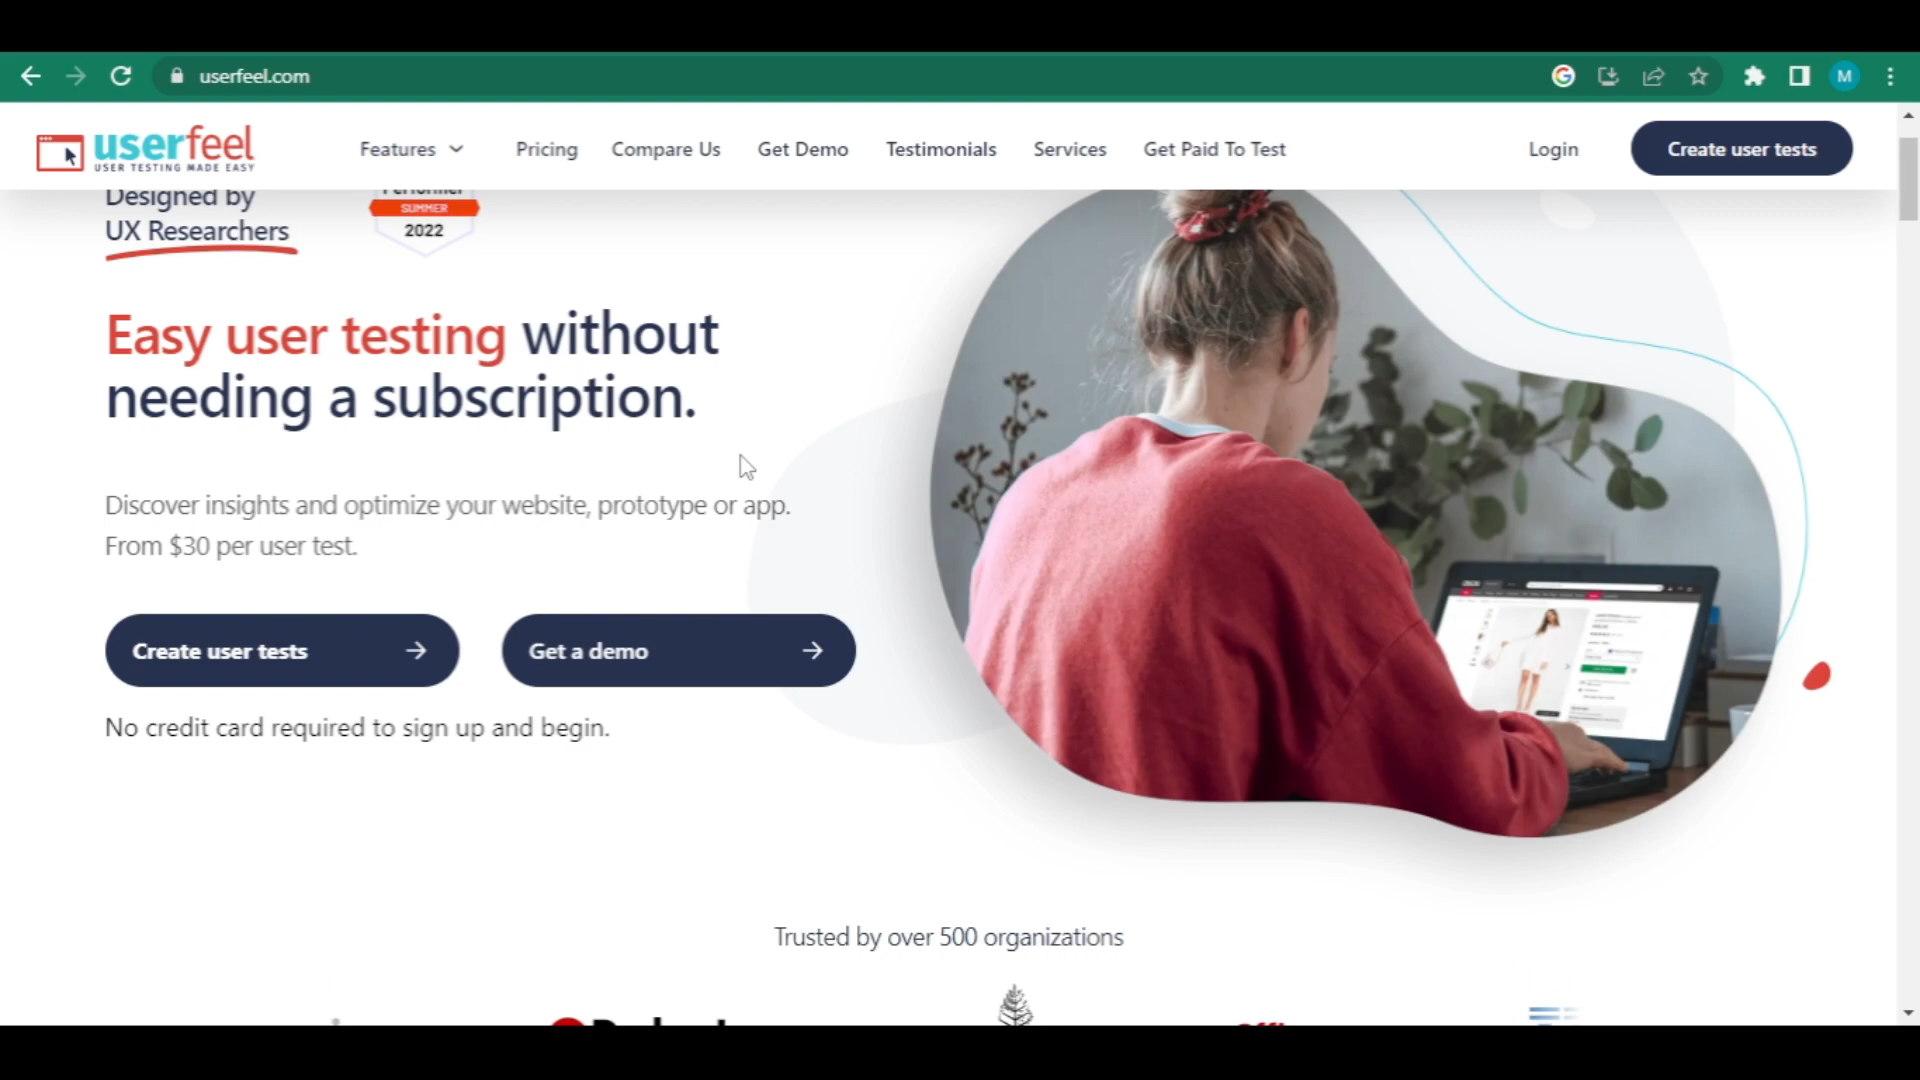 userfeel.com
M
userfeel
USER TESTING MADE EASY
Features
Pricing
Compare Us
Get Demo
Testimonials
Services
Get Paid To Test
Login
Create user tests
Designed by
UX Researchers
Performer
SUMMER
2022
Easy user testing without
needing a subscription.
Discover insights and optimize your website, prototype or app.
From $30 per user test.
Create user tests
Get a demo
No credit card required to sign up and begin.
Trusted by over 500 organizations